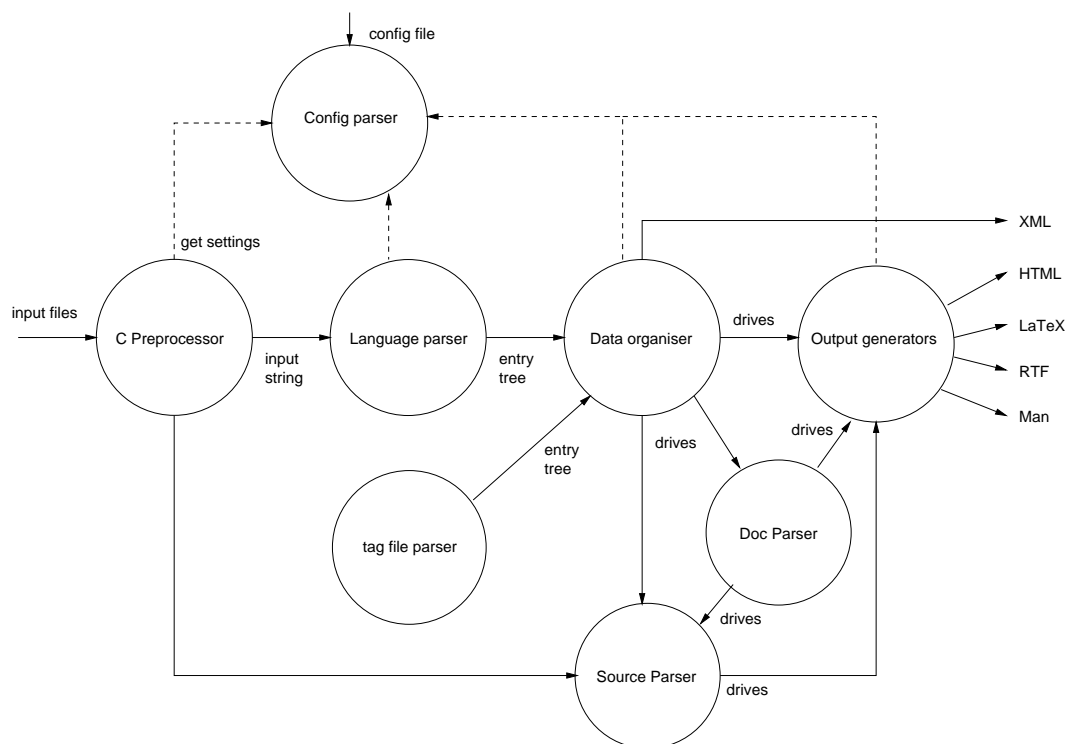 config file
Config parser
get settings
XML
HTML
input files
C Preprocessor
input
string
Language parser
entry
tree
Data organiser
drives
Output generators
LaTeX
RTF
Man
drives
drives
entry
tree
tag file parser
Doc Parser
drives
Source Parser
drives